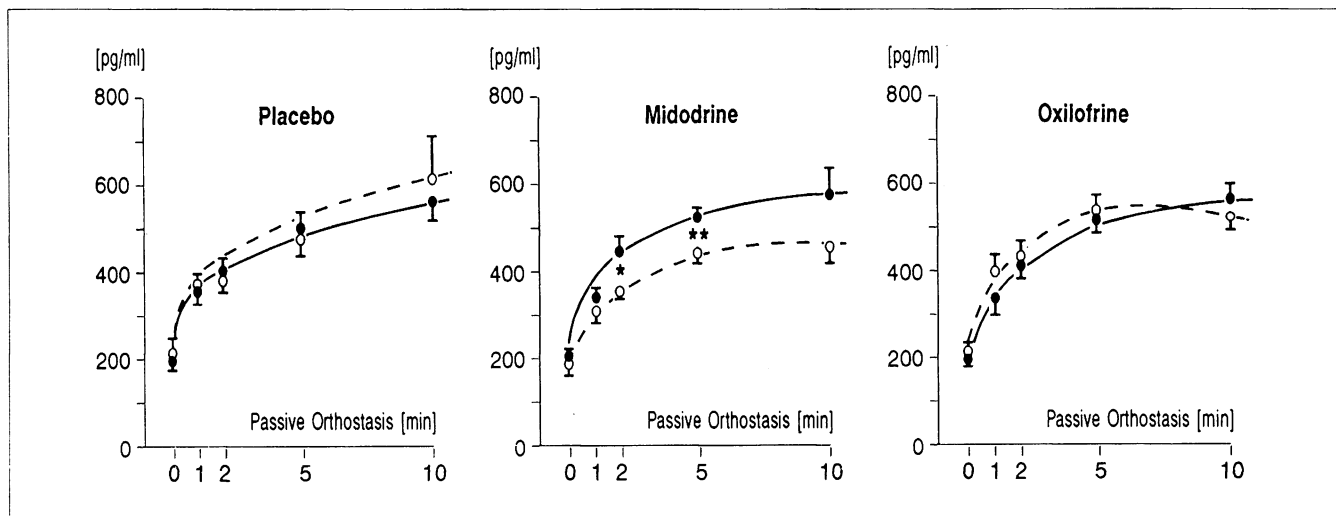 [pg/ml]
800
600
400
200
0
Placebo
Passive Orthostasis [min]
0 1 2 5 10
[pg/ml]
800
600
400
200
0
Midodrine
*
**
Passive Orthostasis [min]
0 1 2 5 10
[pg/ml]
800
600
400
200
0
Oxilofrine
Passive Orthostasis [min]
0 1 2 5 10